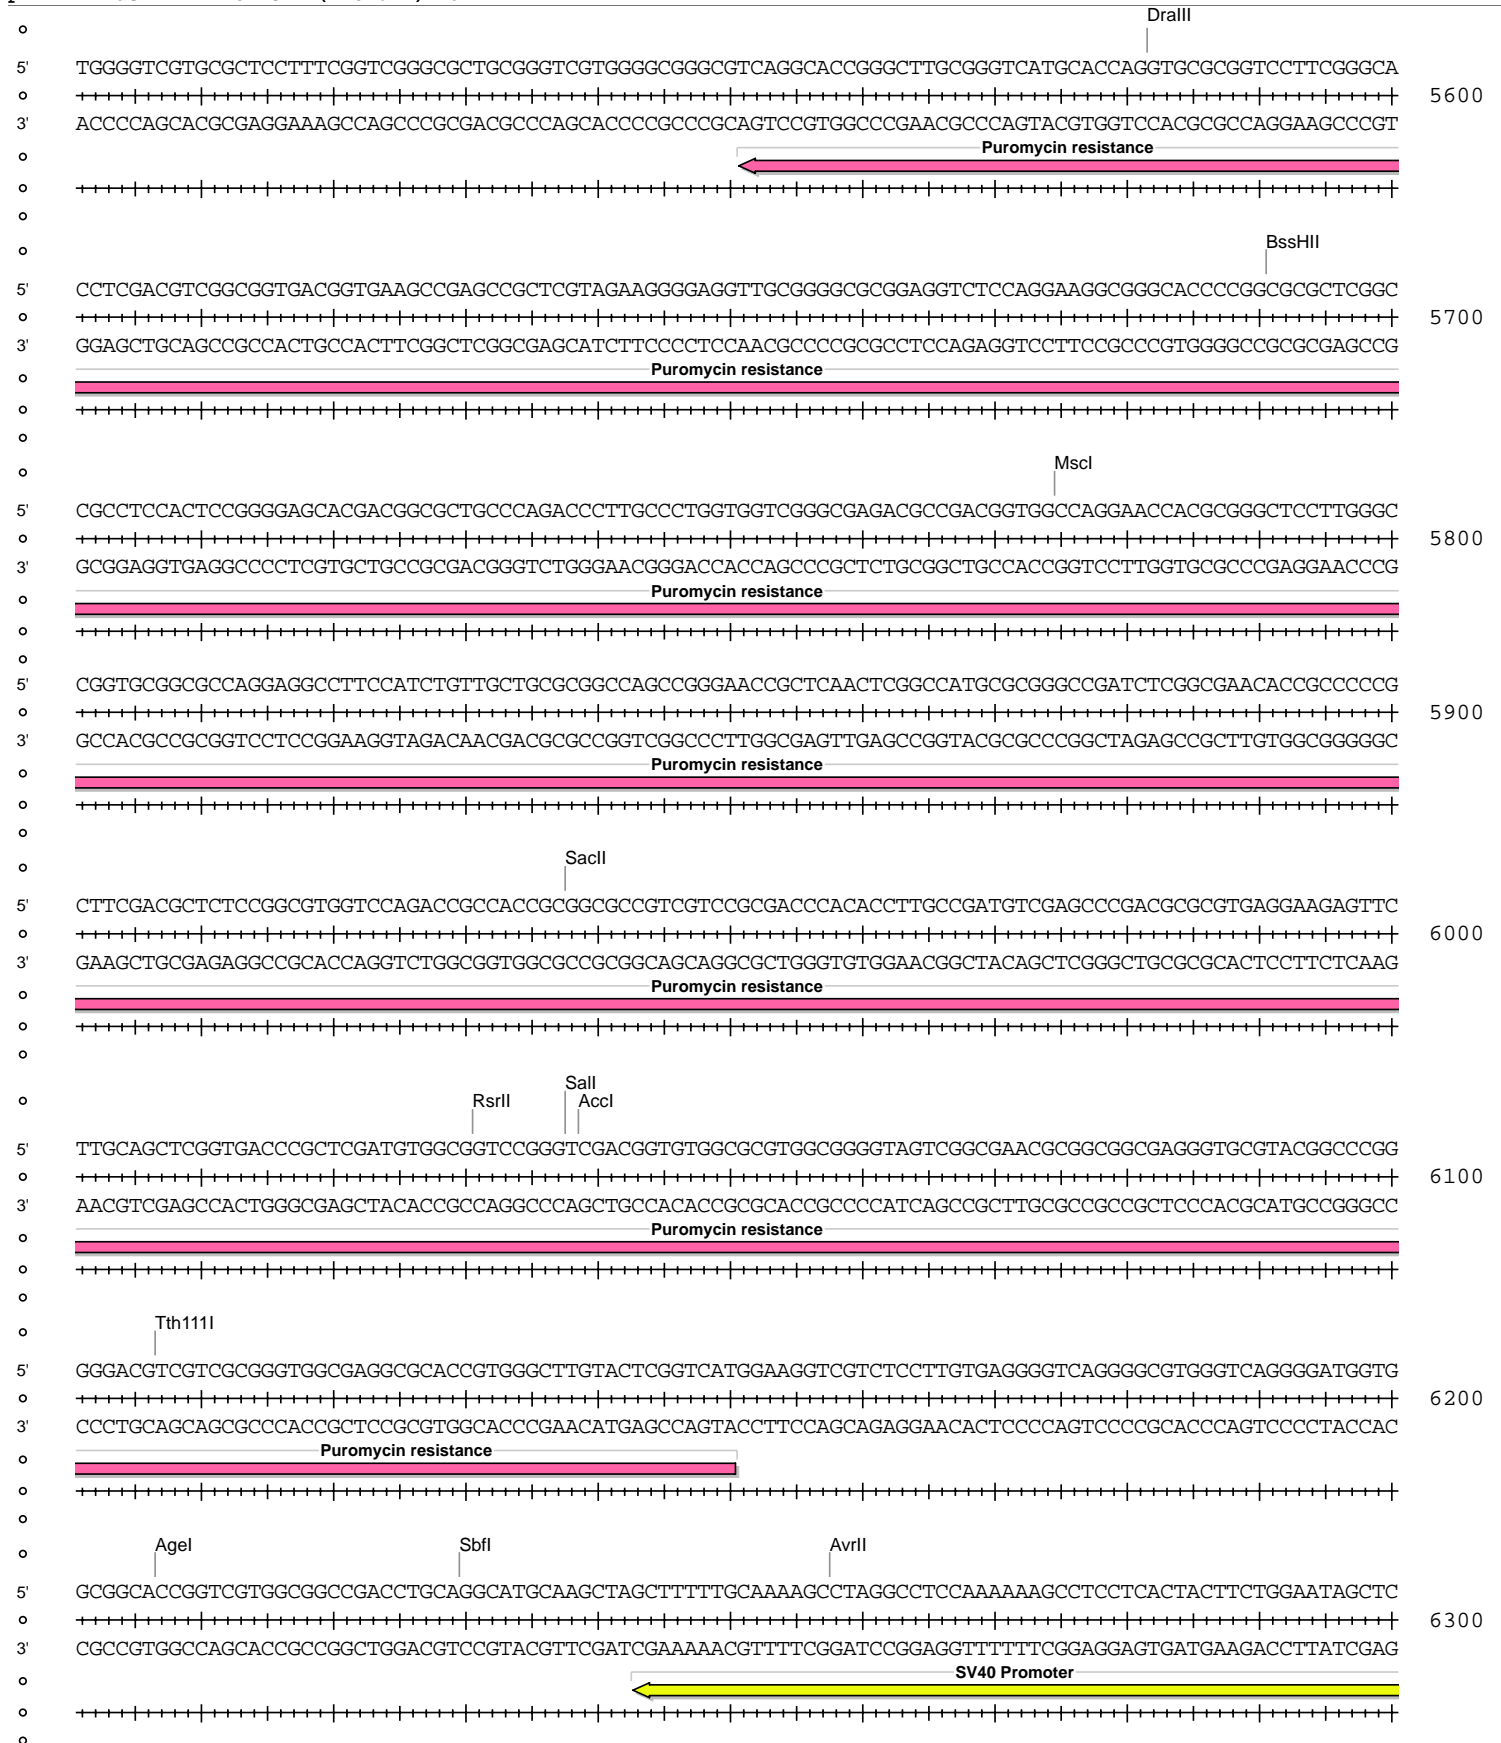 DraIII
5' TGGGGTCGTGCGCTCCTTTCGGTCGGGCGCTGCGGGTCGTGGGGCGGGCGTCAGGCACCGGGCTTGCGGGTCATGCACCAGGTGCGCGGTCCTTCGGGCA
5600
3' ACCCCAGCACGCGAGGAAAGCCAGCCCGCGACGCCCAGCACCCCGCCCGCAGTCCGTGGCCCGAACGCCCAGTACGTGGTCCACGCGCCAGGAAGCCCGT
Puromycin resistance
BssHII
5' CCTCGACGTCGGCGGTGACGGTGAAGCCGAGCCGCTCGTAGAAGGGGAGGTTGCGGGGCGCGGAGGTCTCCAGGAAGGCGGGCACCCCGGCGCGCTCGGC
5700
3' GGAGCTGCAGCCGCCACTGCCACTTCGGCTCGGCGAGCATCTTCCCCTCCAACGCCCCGCGCCTCCAGAGGTCCTTCCGCCCGTGGGGCCGCGCGAGCCG
Puromycin resistance
MscI
5' CGCCTCCACTCCGGGGAGCACGACGGCGCTGCCCAGACCCTTGCCCTGGTGGTCGGGCGAGACGCCGACGGTGGCCAGGAACCACGCGGGCTCCTTGGGC
5800
3' GCGGAGGTGAGGCCCCTCGTGCTGCCGCGACGGGTCTGGGAACGGGACCACCAGCCCGCTCTGCGGCTGCCACCGGTCCTTGGTGCGCCCGAGGAACCCG
Puromycin resistance
5' CGGTGCGGCGCCAGGAGGCCTTCCATCTGTTGCTGCGCGGCCAGCCGGGAACCGCTCAACTCGGCCATGCGCGGGCCGATCTCGGCGAACACCGCCCCCG
5900
3' GCCACGCCGCGGTCCTCCGGAAGGTAGACAACGACGCGCCGGTCGGCCCTTGGCGAGTTGAGCCGGTACGCGCCCGGCTAGAGCCGCTTGTGGCGGGGGC
Puromycin resistance
SacII
5' CTTCGACGCTCTCCGGCGTGGTCCAGACCGCCACCGCGGCGCCGTCGTCCGCGACCCACACCTTGCCGATGTCGAGCCCGACGCGCGTGAGGAAGAGTTC
6000
3' GAAGCTGCGAGAGGCCGCACCAGGTCTGGCGGTGGCGCCGCGGCAGCAGGCGCTGGGTGTGGAACGGCTACAGCTCGGGCTGCGCGCACTCCTTCTCAAG
Puromycin resistance
SalI
RsrII AccI
5' TTGCAGCTCGGTGACCCGCTCGATGTGGCGGTCCGGGTCGACGGTGTGGCGCGTGGCGGGGTAGTCGGCGAACGCGGCGGCGAGGGTGCGTACGGCCCGG
6100
3' AACGTCGAGCCACTGGGCGAGCTACACCGCCAGGCCCAGCTGCCACACCGCGCACCGCCCCATCAGCCGCTTGCGCCGCCGCTCCCACGCATGCCGGGCC
Puromycin resistance
Tth111I
5' GGGACGTCGTCGCGGGTGGCGAGGCGCACCGTGGGCTTGTACTCGGTCATGGAAGGTCGTCTCCTTGTGAGGGGTCAGGGGCGTGGGTCAGGGGATGGTG
6200
3' CCCTGCAGCAGCGCCCACCGCTCCGCGTGGCACCCGAACATGAGCCAGTACCTTCCAGCAGAGGAACACTCCCCAGTCCCCGCACCCAGTCCCCTACCAC
Puromycin resistance
AgeI SbfI AvrII
5' GCGGCACCGGTCGTGGCGGCCGACCTGCAGGCATGCAAGCTAGCTTTTTGCAAAAGCCTAGGCCTCCAAAAAAGCCTCCTCACTACTTCTGGAATAGCTC
6300
3' CGCCGTGGCCAGCACCGCCGGCTGGACGTCCGTACGTTCGATCGAAAAACGTTTTCGGATCCGGAGGTTTTTTCGGAGGAGTGATGAAGACCTTATCGAG
SV40 Promoter